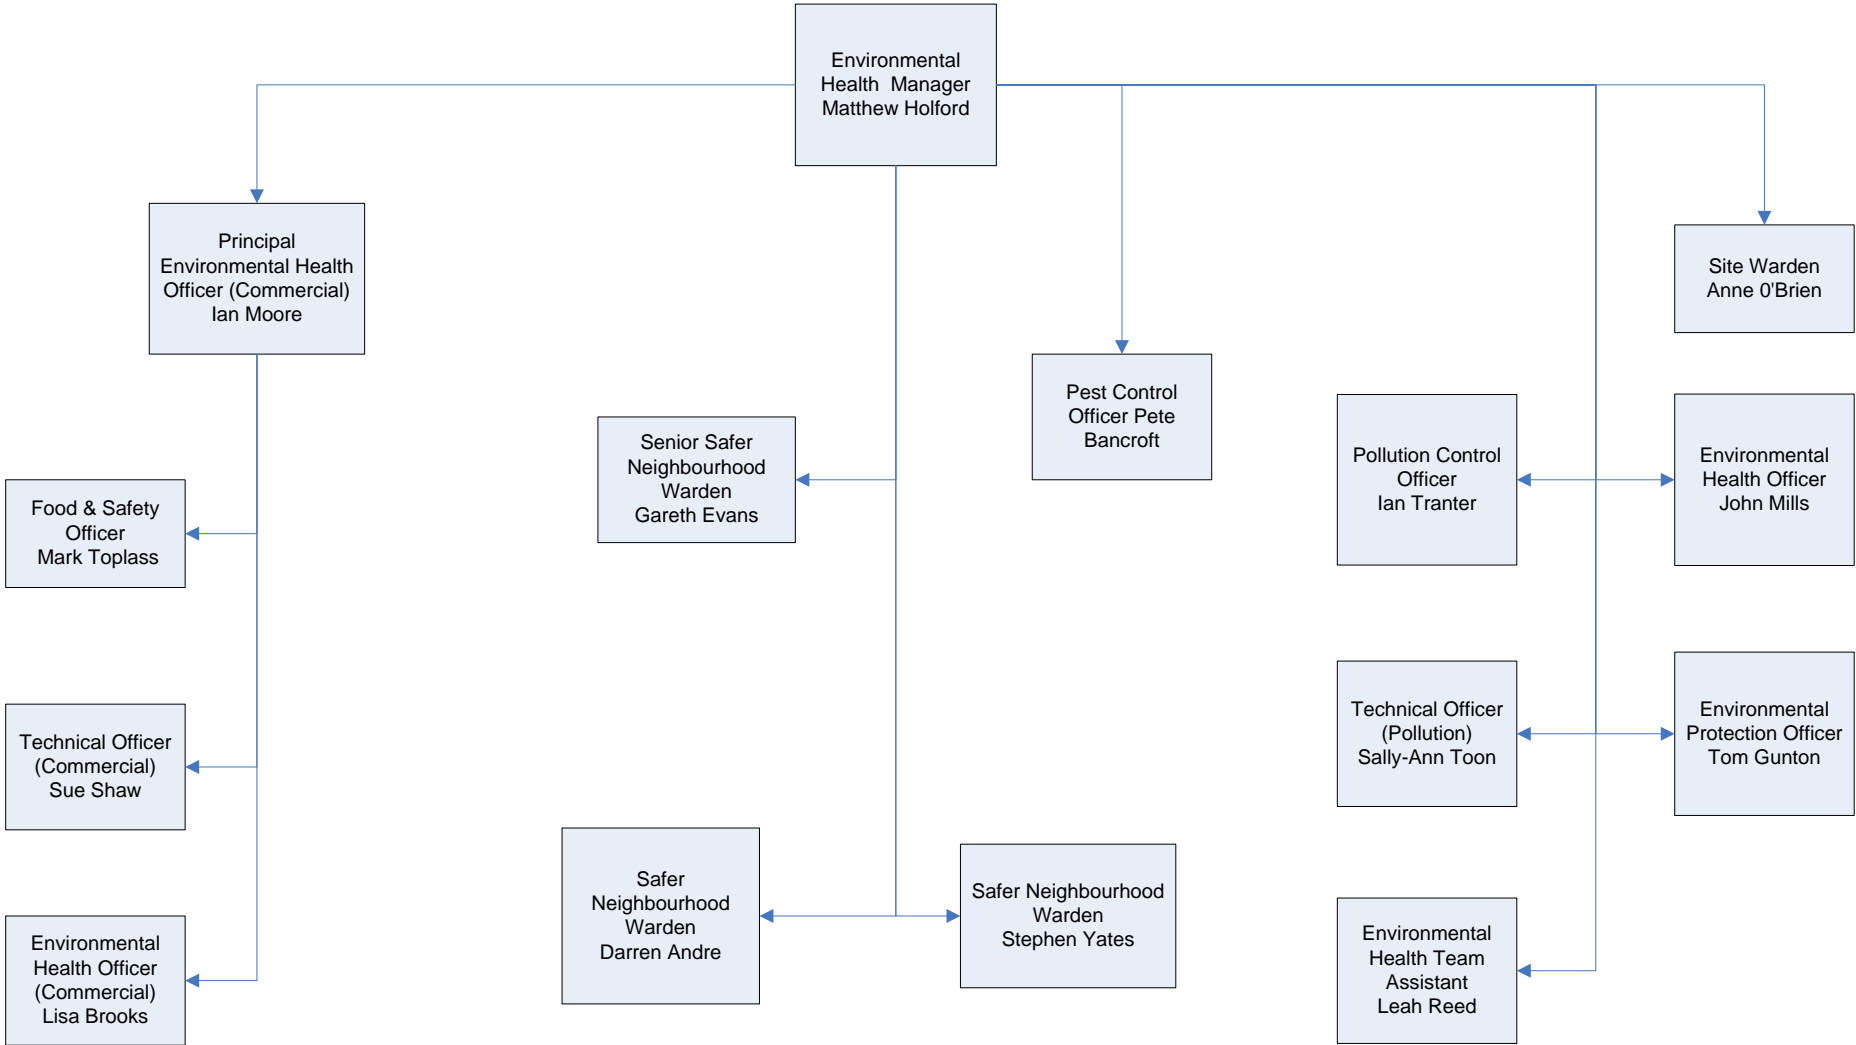 Environmental
Health  Manager
Matthew Holford
Principal
Environmental Health
Officer (Commercial)
Ian Moore
Site Warden
Anne 0'Brien
Pest Control
Officer Pete
Bancroft
Senior Safer
Neighbourhood
Warden
Gareth Evans
Pollution Control
Officer
Ian Tranter
Environmental
Health Officer
John Mills
Food & Safety
Officer
Mark Toplass
Technical Officer
(Commercial)
Sue Shaw
Technical Officer
(Pollution)
Sally-Ann Toon
Environmental
Protection Officer
Tom Gunton
Safer
Neighbourhood
Warden
Darren Andre
Safer Neighbourhood
Warden
Stephen Yates
Environmental
Health Officer
(Commercial)
Lisa Brooks
Environmental
Health Team
Assistant
Leah Reed